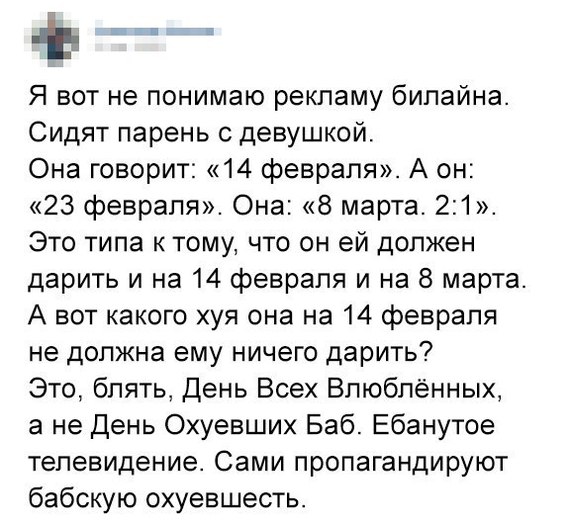 Я вот не понимаю рекламу билайна.
Сидят парень с девушкой.
Она говорит: «14 февраля». А он:
«23 февраля». Она: «8 марта. 2:1».
Это типа к тому, что он ей должен
дарить и на 14 февраля и на 8 марта.
А вот какого хуя она на 14 февраля
не должна ему ничего дарить?
Это, блять, День Всех Влюблённых,
а не День Охуевших Баб. Ебанутое
телевидение. Сами пропагандируют
бабскую охуевшесть.